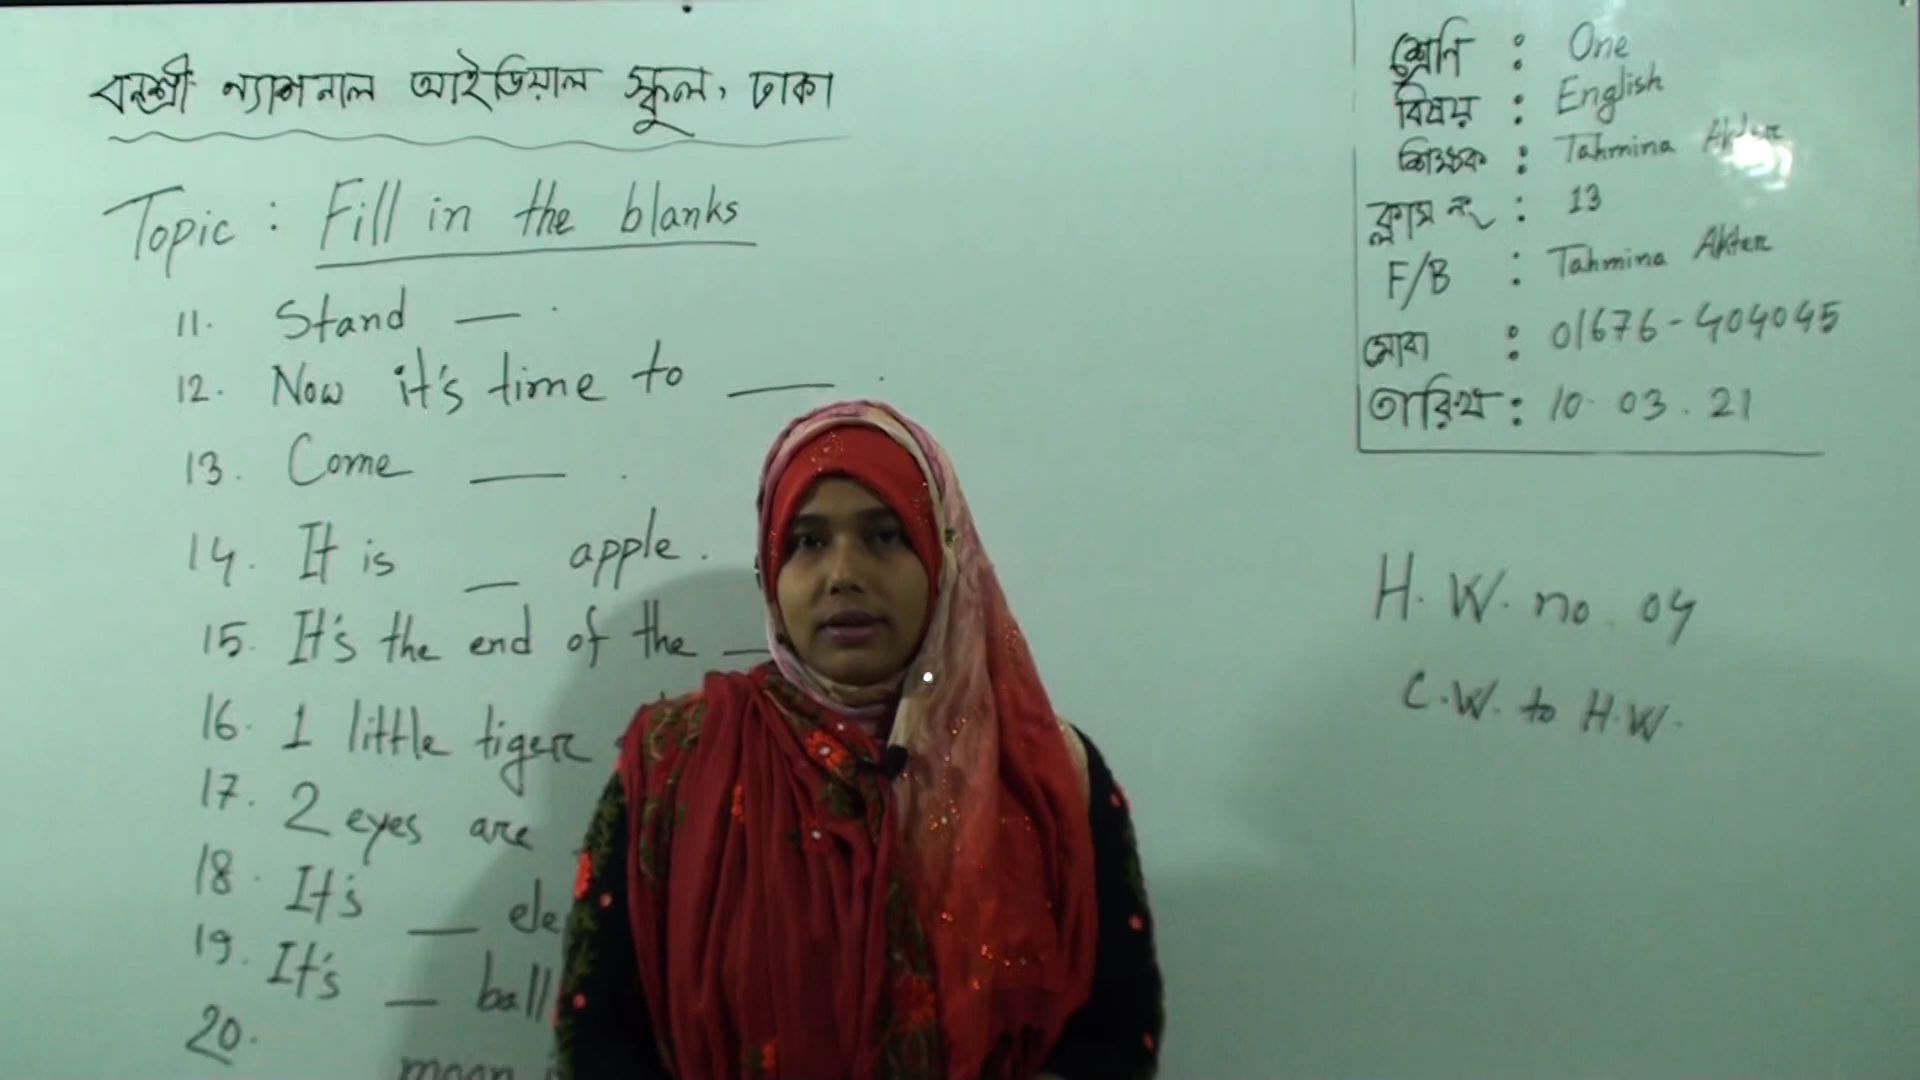 বনশ্রী ন্যাশনাল আইডিয়াল স্কুল, ঢাকা
Topic : Fill in the blanks
11. Stand __ .
12. Now it's time to ___ .
13. Come ___ .
14. It is __ apple.
15. It's the end of the __
16. 1 little tiger
17. 2 eyes are
18. It's __ ele
19. It's __ ball
20.
moon
শ্রেনি : One
বিষয় : English
শিক্ষক : Tahmina Akter
ক্লাস নং : 13
F/B : Tahmina Akter
মোবা : 01676-404045
তারিখ : 10.03.21
H.W. no. 04
C.W. to H.W.